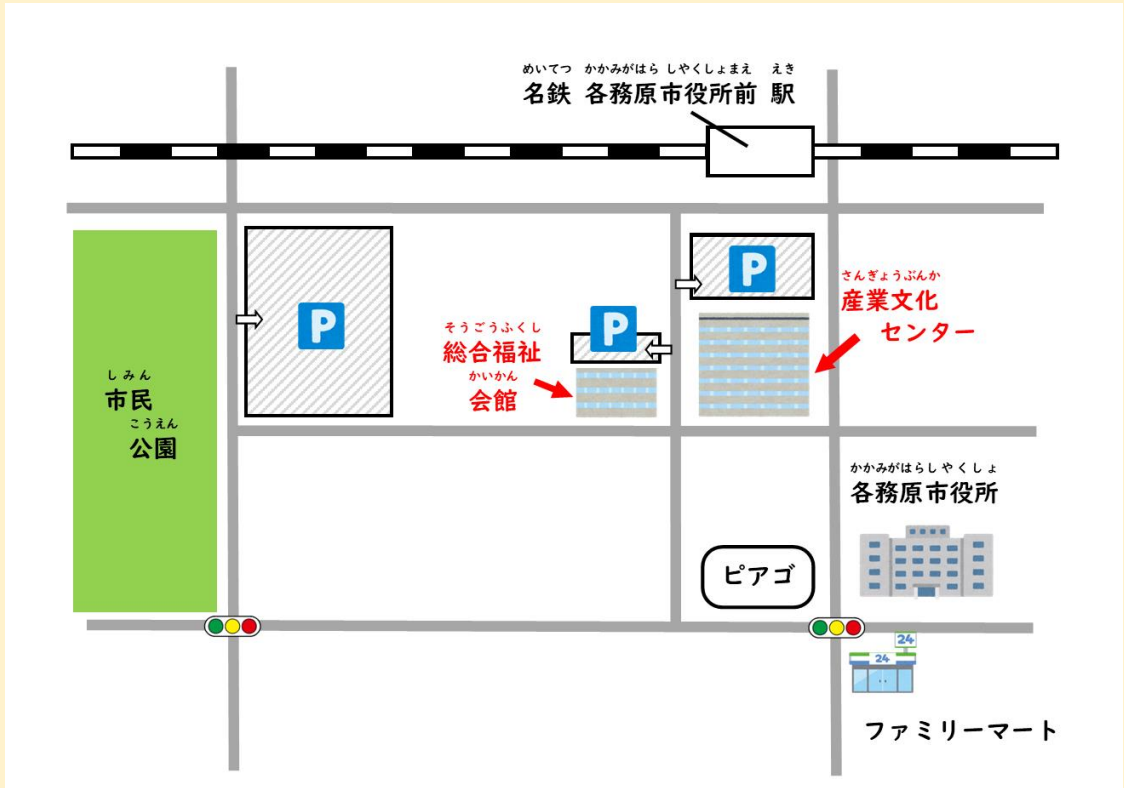 めいてつ かかみがはら しやくしょまえ えき
名鉄 各務原市役所前 駅
P
P
P
さんぎょうぶんか
産業文化
センター
そうごうふくし
総合福祉
かいかん
会館
しみん
市民
こうえん
公園
かかみがはらしやくしょ
各務原市役所
ピアゴ
24
24
ファミリーマート